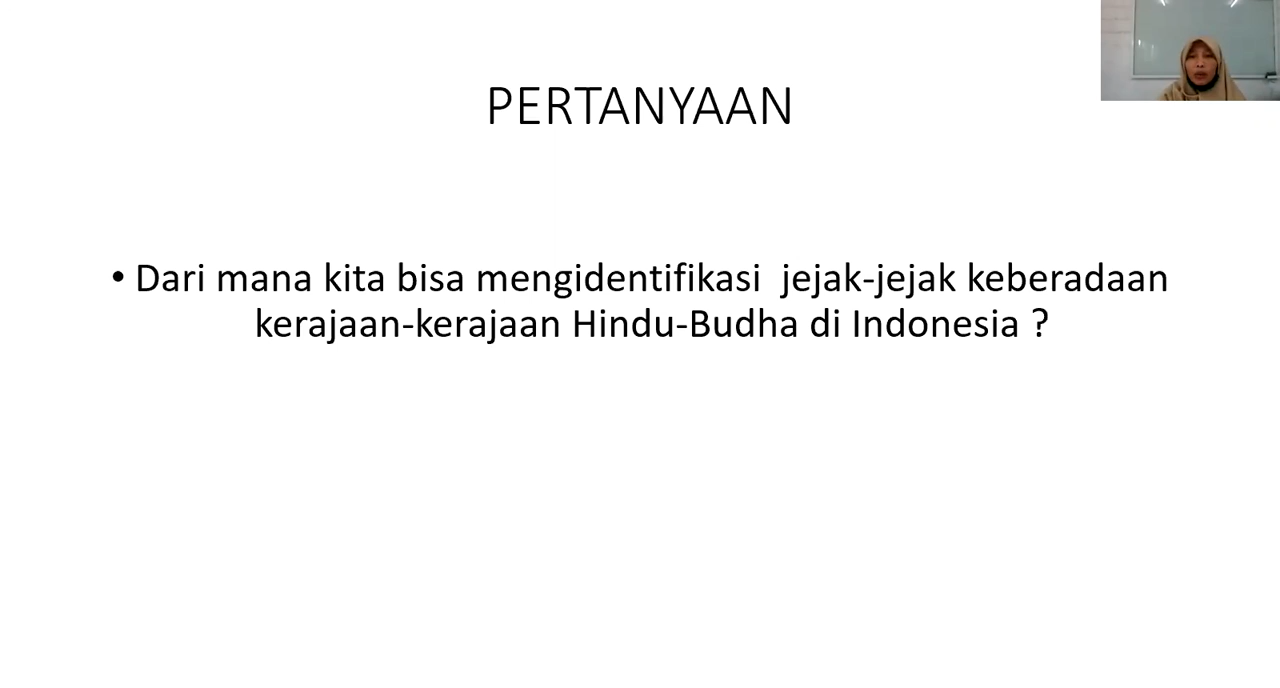 PERTANYAAN
• Dari mana kita bisa mengidentifikasi  jejak-jejak keberadaan
kerajaan-kerajaan Hindu-Budha di Indonesia ?